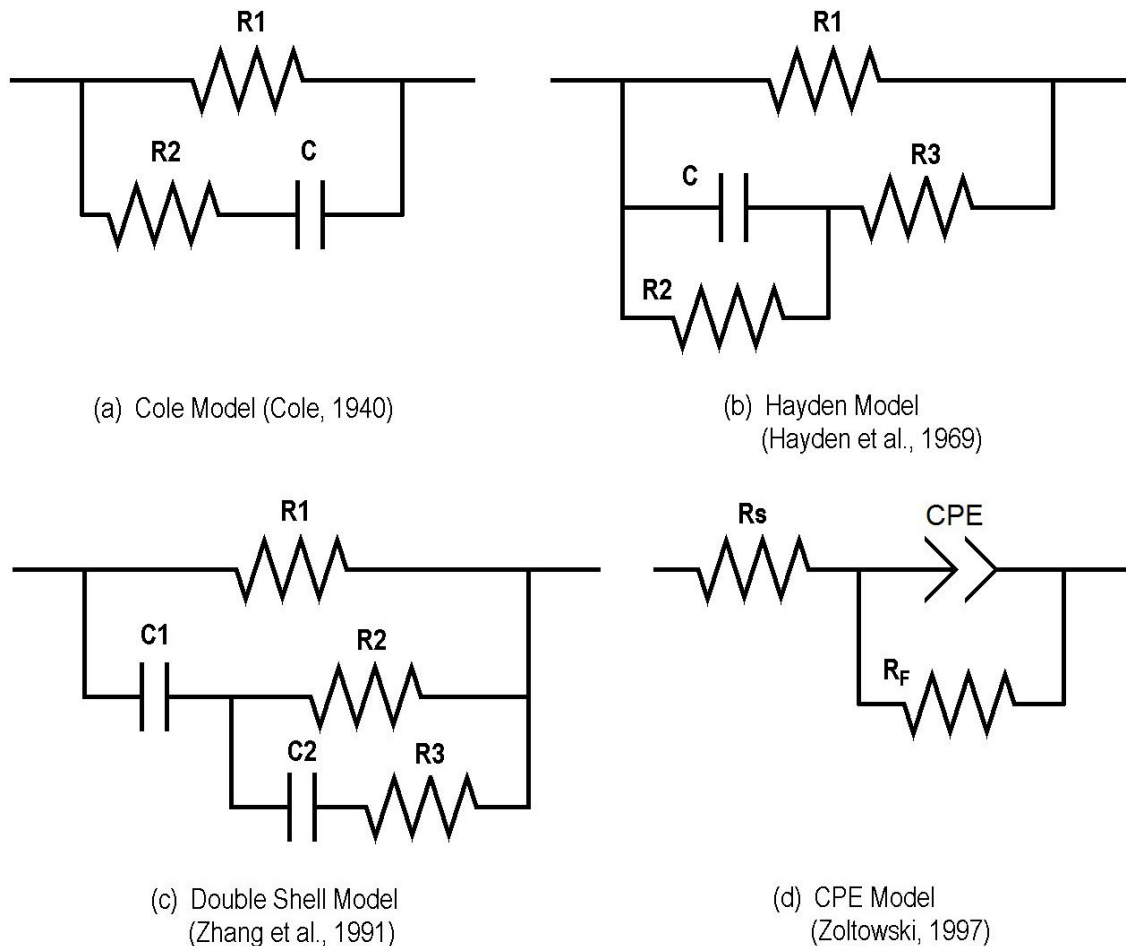 R1
R2
C
(a) Cole Model (Cole, 1940)
R1
C
R3
R2
(b) Hayden Model
(Hayden et al., 1969)
R1
C1
R2
C2
R3
(c) Double Shell Model
(Zhang et al., 1991)
Rs
CPE
RF
(d) CPE Model
(Zoltowski, 1997)